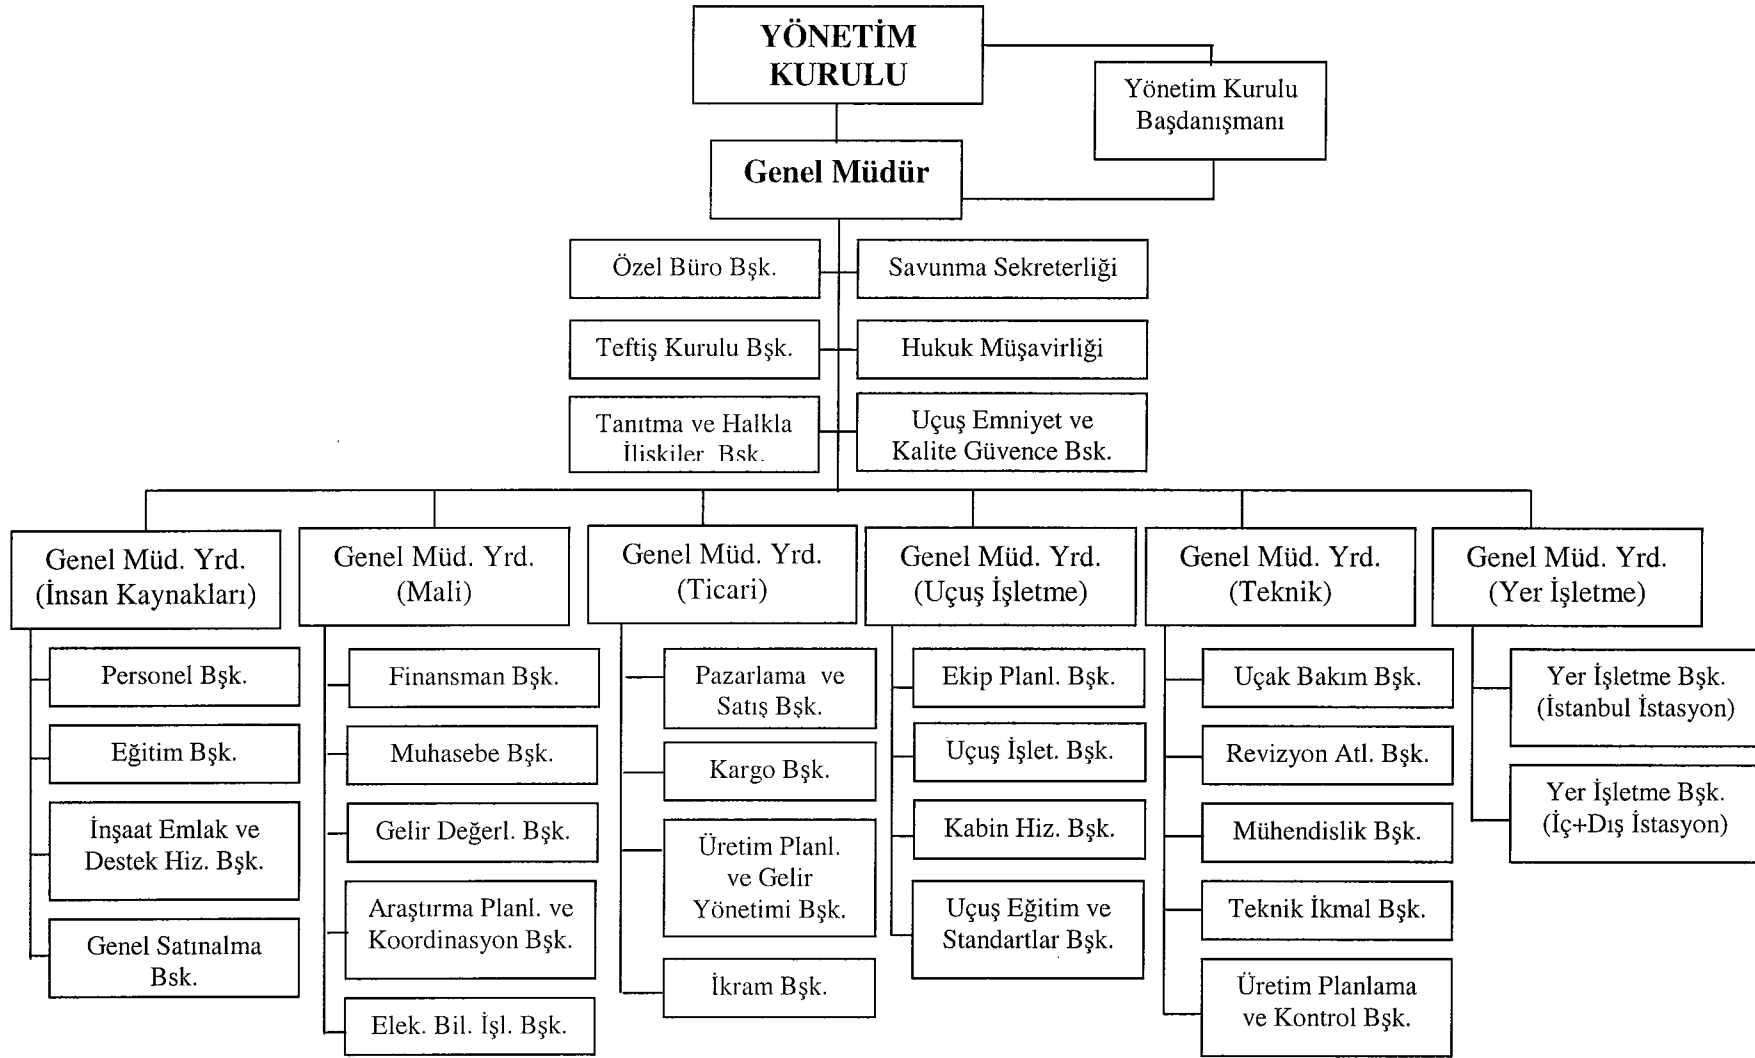 YÖNETİM
KURULU
Yönetim Kurulu
Başdanışmanı
Genel Müdür
Özel Büro Bşk.
Savunma Sekreterliği
Teftiş Kurulu Bşk.
Hukuk Müşavirliği
Tanıtma ve Halkla
İliskiler Bsk.
Uçuş Emniyet ve
Kalite Güvence Bsk.
Genel Müd. Yrd.
(İnsan Kaynakları)
Genel Müd. Yrd.
(Mali)
Genel Müd. Yrd.
(Ticari)
Genel Müd. Yrd.
(Uçuş İşletme)
Genel Müd. Yrd.
(Teknik)
Genel Müd. Yrd.
(Yer İşletme)
Personel Bşk.
Eğitim Bşk.
İnşaat Emlak ve
Destek Hiz. Bşk.
Genel Satınalma
Bsk.
Finansman Bşk.
Muhasebe Bşk.
Gelir Değerl. Bşk.
Araştırma Planl. ve
Koordinasyon Bşk.
Elek. Bil. İşl. Bşk.
Pazarlama ve
Satış Bşk.
Kargo Bşk.
Üretim Planl.
ve Gelir
Yönetimi Bşk.
İkram Bşk.
Ekip Planl. Bşk.
Uçuş İşlet. Bşk.
Kabin Hiz. Bşk.
Uçuş Eğitim ve
Standartlar Bşk.
Uçak Bakım Bşk.
Revizyon Atl. Bşk.
Mühendislik Bşk.
Teknik İkmal Bşk.
Üretim Planlama
ve Kontrol Bşk.
Yer İşletme Bşk.
(İstanbul İstasyon)
Yer İşletme Bşk.
(İç+Dış İstasyon)